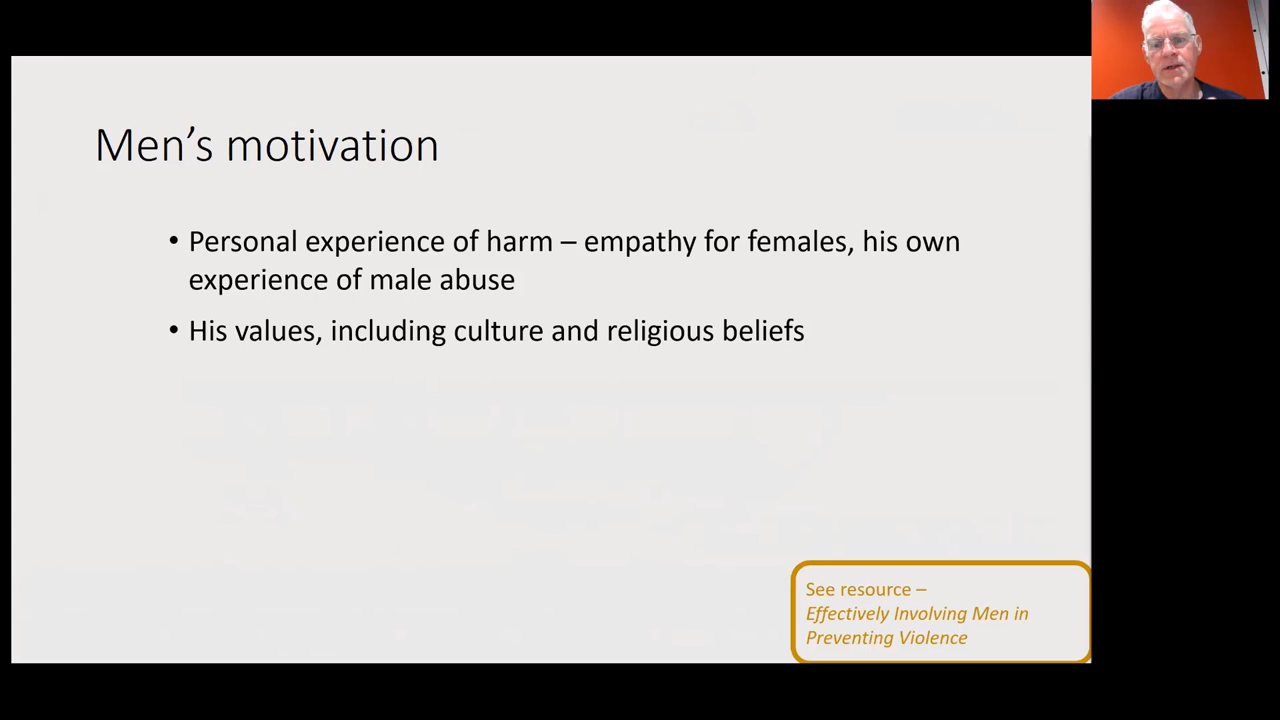 Men’s motivation
• Personal experience of harm – empathy for females, his own
experience of male abuse
• His values, including culture and religious beliefs
See resource –
Effectively Involving Men in
Preventing Violence